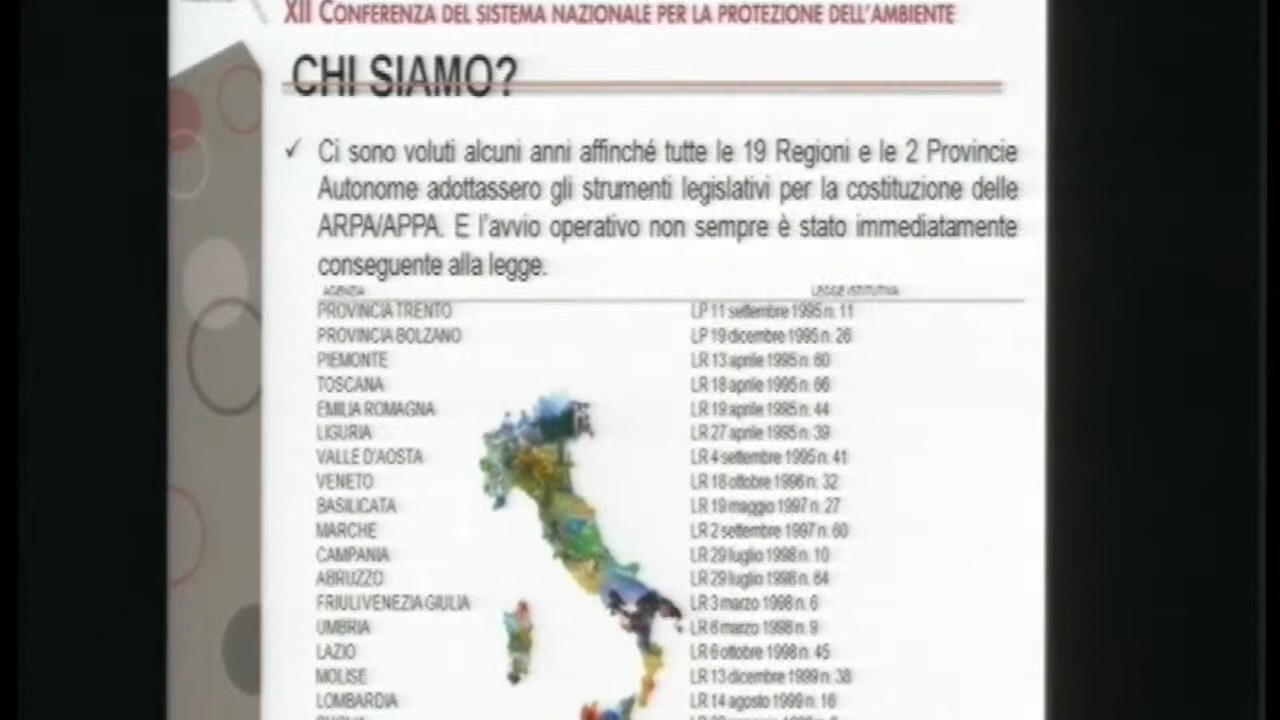 XII CONFERENZA DEL SISTEMA NAZIONALE PER LA PROTEZIONE DELL'AMBIENTE
CHI SIAMO?
✓ Ci sono voluti alcuni anni affinché tutte le 19 Regioni e le 2 Provincie
Autonome adottassero gli strumenti legislativi per la costituzione delle
ARPA/APPA. E l'avvio operativo non sempre è stato immediatamente
conseguente alla legge.
AGENZIA LEGGE ISTITUTIVA
PROVINCIA TRENTO LP 11 settembre 1995 n. 11
PROVINCIA BOLZANO LP 19 dicembre 1995 n. 26
PIEMONTE LR 13 aprile 1995 n. 60
TOSCANA LR 18 aprile 1995 n. 66
EMILIA ROMAGNA LR 19 aprile 1995 n. 44
LIGURIA LR 27 aprile 1995 n. 39
VALLE D'AOSTA LR 4 settembre 1995 n. 41
VENETO LR 18 ottobre 1996 n. 32
BASILICATA LR 19 maggio 1997 n. 27
MARCHE LR 2 settembre 1997 n. 60
CAMPANIA LR 29 luglio 1998 n. 10
ABRUZZO LR 29 luglio 1998 n. 64
FRIULI VENEZIA GIULIA LR 3 marzo 1998 n. 6
UMBRIA LR 6 marzo 1998 n. 9
LAZIO LR 6 ottobre 1998 n. 45
MOLISE LR 13 dicembre 1999 n. 38
LOMBARDIA LR 14 agosto 1999 n. 16